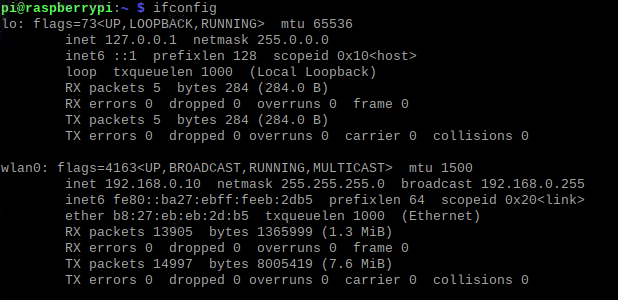 pi@raspberrypi:~ $ ifconfig
lo: flags=73<UP,LOOPBACK,RUNNING>  mtu 65536
        inet 127.0.0.1  netmask 255.0.0.0
        inet6 ::1  prefixlen 128  scopeid 0x10<host>
        loop  txqueuelen 1000  (Local Loopback)
        RX packets 5  bytes 284 (284.0 B)
        RX errors 0  dropped 0  overruns 0  frame 0
        TX packets 5  bytes 284 (284.0 B)
        TX errors 0  dropped 0 overruns 0  carrier 0  collisions 0

wlan0: flags=4163<UP,BROADCAST,RUNNING,MULTICAST>  mtu 1500
        inet 192.168.0.10  netmask 255.255.255.0  broadcast 192.168.0.255
        inet6 fe80::ba27:ebff:feeb:2db5  prefixlen 64  scopeid 0x20<link>
        ether b8:27:eb:eb:2d:b5  txqueuelen 1000  (Ethernet)
        RX packets 13905  bytes 1365999 (1.3 MiB)
        RX errors 0  dropped 0  overruns 0  frame 0
        TX packets 14997  bytes 8005419 (7.6 MiB)
        TX errors 0  dropped 0 overruns 0  carrier 0  collisions 0